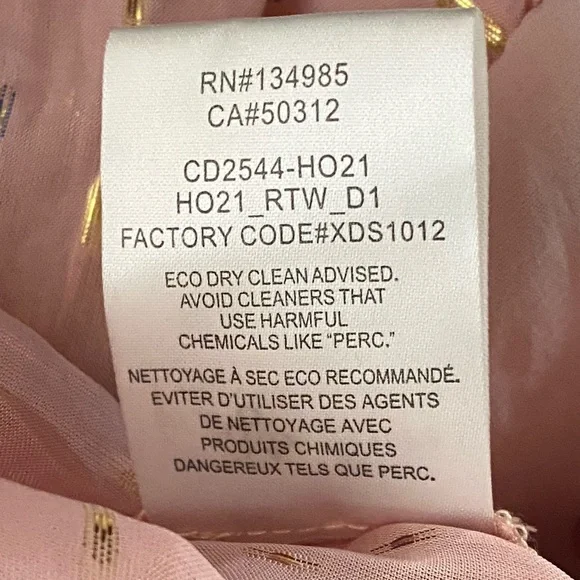 RN#134985
CA#50312
CD2544-HO21
HO21_RTW_D1
FACTORY CODE#XDS1012
ECO DRY CLEAN ADVISED.
AVOID CLEANERS THAT
USE HARMFUL
CHEMICALS LIKE “PERC.”
NETTOYAGE À SEC ECO RECOMMANDÉ.
EVITER D'UTILISER DES AGENTS
DE NETTOYAGE AVEC
PRODUITS CHIMIQUES
DANGEREUX TELS QUE PERC.